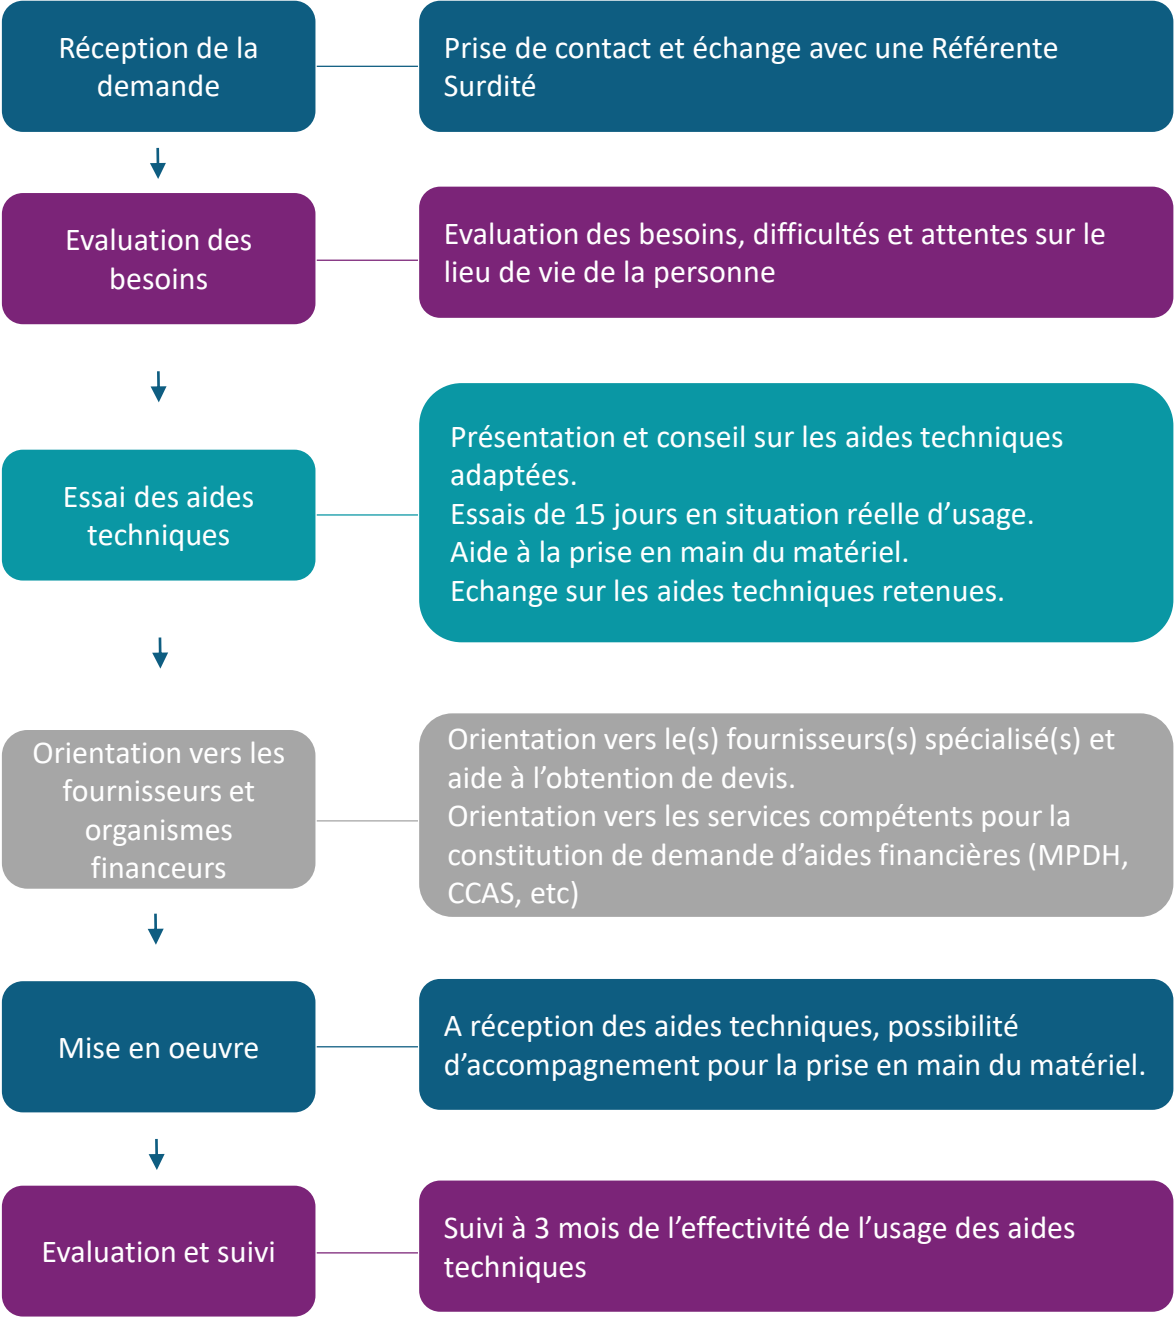 Réception de la
demande
Prise de contact et échange avec une Référente
Surdité
Evaluation des
besoins
Evaluation des besoins, difficultés et attentes sur le
lieu de vie de la personne
Essai des aides
techniques
Présentation et conseil sur les aides techniques
adaptées.
Essais de 15 jours en situation réelle d’usage.
Aide à la prise en main du matériel.
Echange sur les aides techniques retenues.
Orientation vers les
fournisseurs et
organismes
financeurs
Orientation vers le(s) fournisseurs(s) spécialisé(s) et
aide à l’obtention de devis.
Orientation vers les services compétents pour la
constitution de demande d’aides financières (MPDH,
CCAS, etc)
Mise en oeuvre
A réception des aides techniques, possibilité
d’accompagnement pour la prise en main du matériel.
Evaluation et suivi
Suivi à 3 mois de l’effectivité de l’usage des aides
techniques